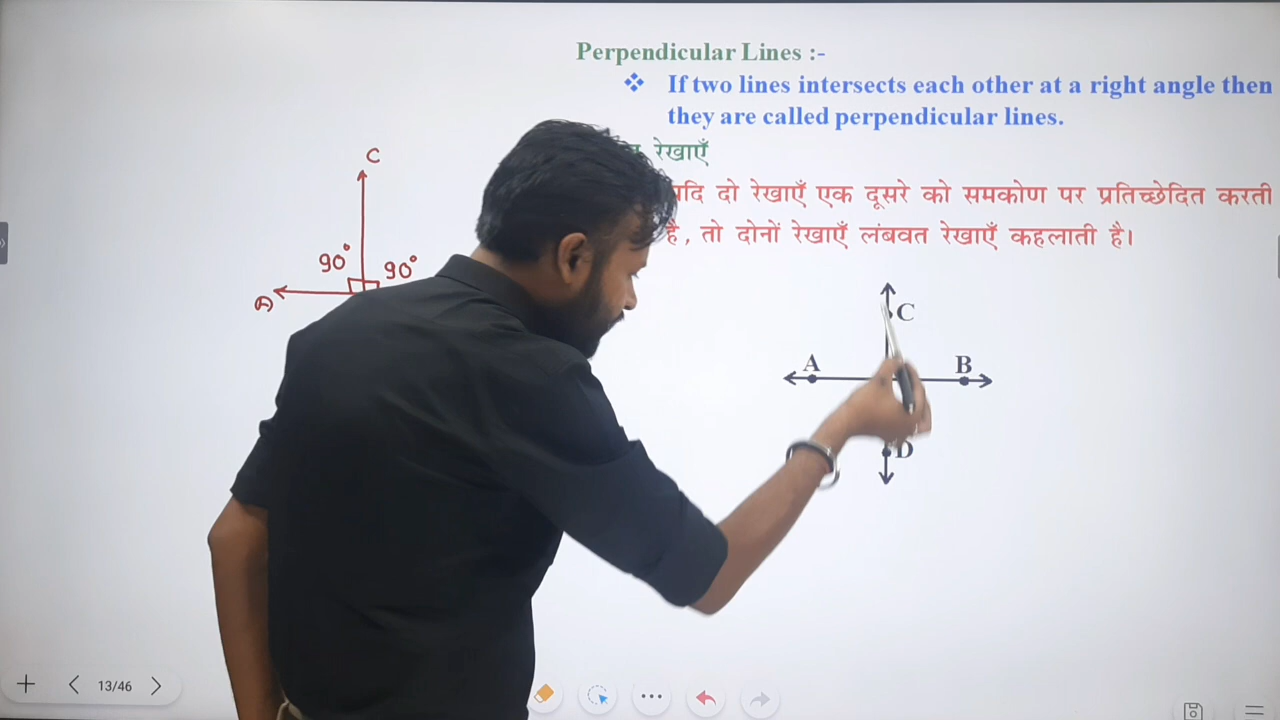 Perpendicular Lines :-
❖ If two lines intersects each other at a right angle then
they are called perpendicular lines.
रेखाएँ
यदि दो रेखाएँ एक दूसरे को समकोण पर प्रतिच्छेदित करती
है, तो दोनों रेखाएँ लंबवत रेखाएँ कहलाती है।
C
90° 90°
C
A B
D
13/46